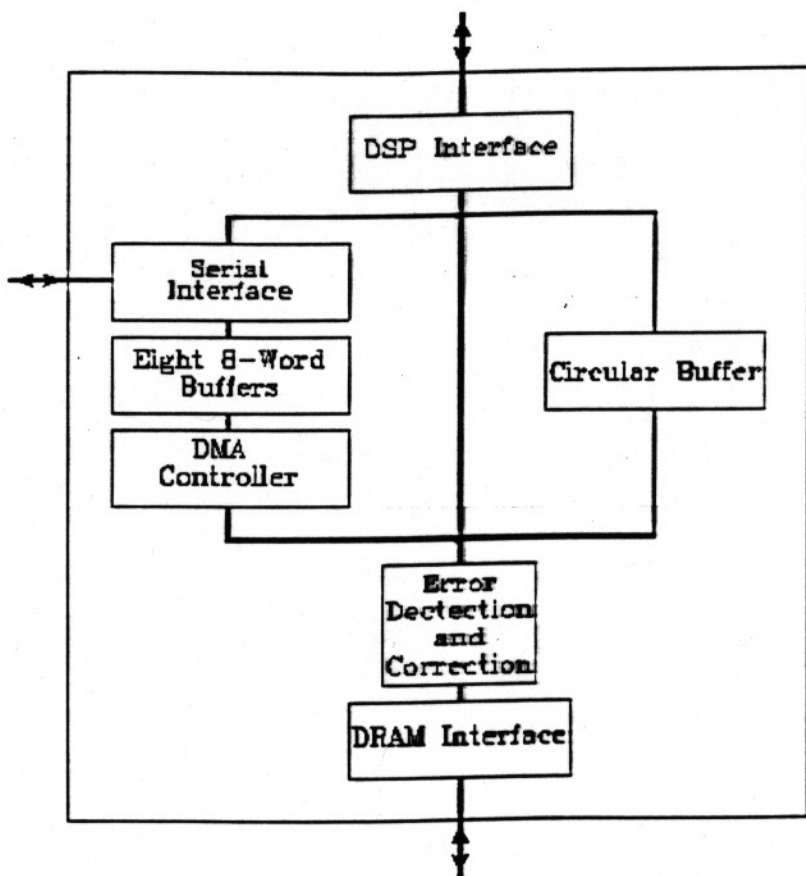 DSP Interface
Serial
Interface
Eight 8-Word
Buffers
Circular Buffer
DMA
Controller
Error
Dectection
and
Correction
DRAM Interface